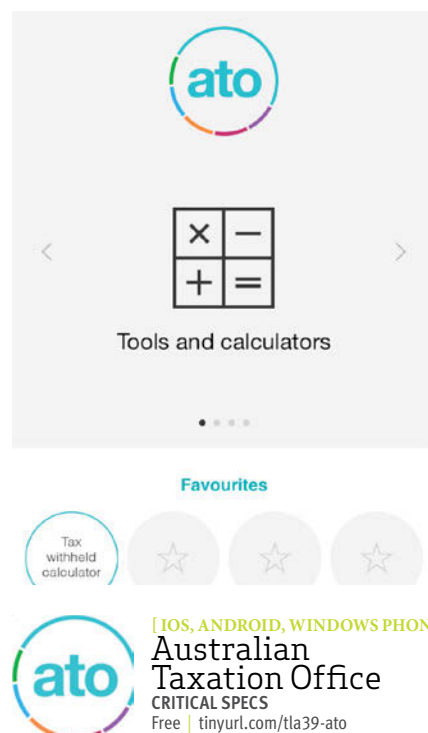 ato
× −
+ =
Tools and calculators
Favourites
Tax
withheld
calculator
ato
[ IOS, ANDROID, WINDOWS PHON
Australian
Taxation Office
CRITICAL SPECS
Free | tinyurl.com/tla39-ato